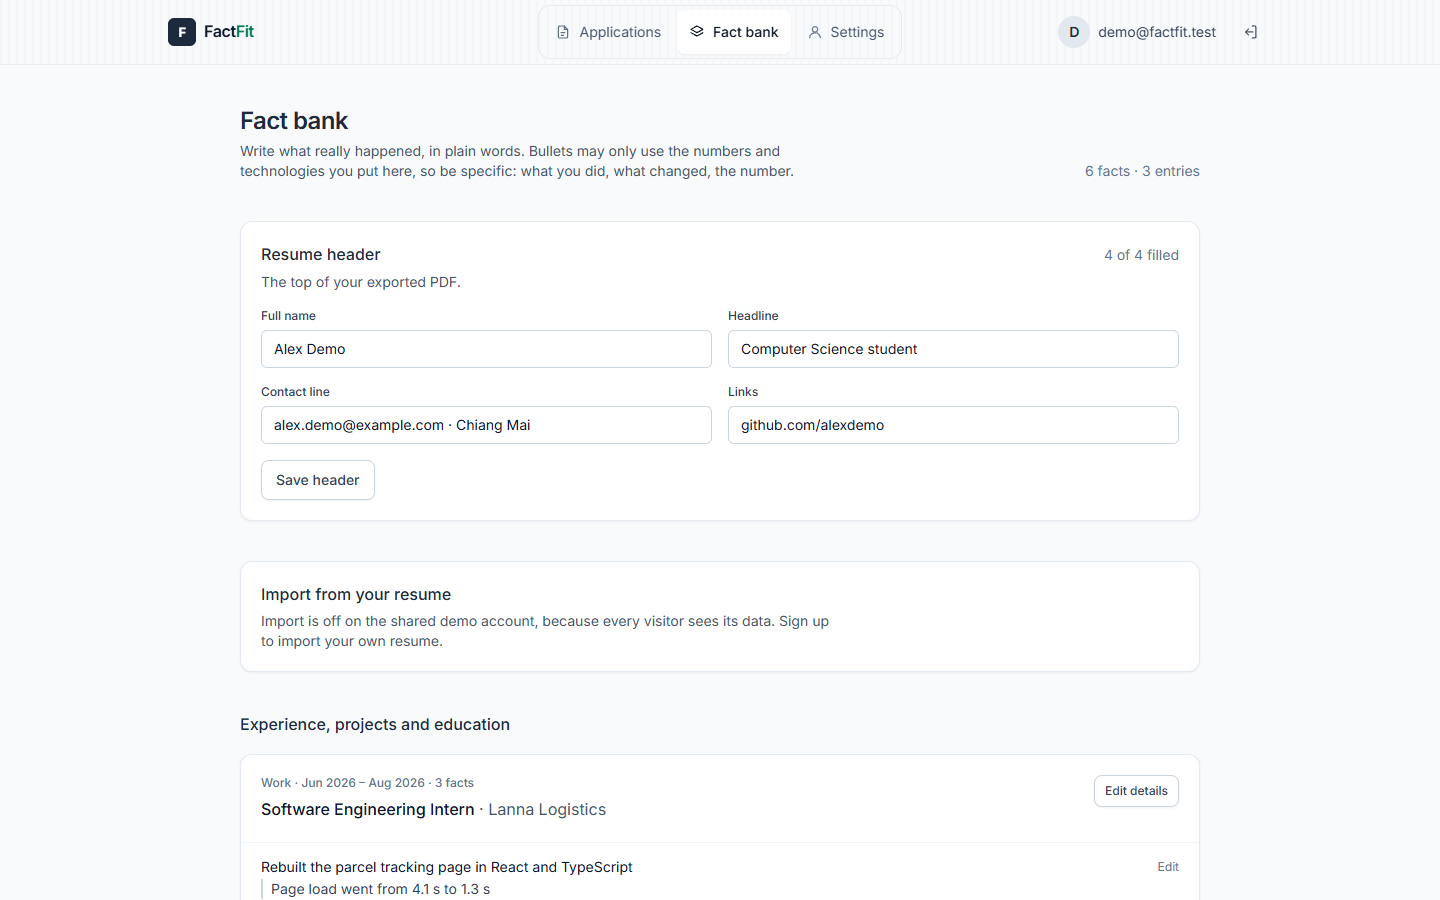 F FactFit
Applications
Fact bank
Settings
D demo@factfit.test
Fact bank
Write what really happened, in plain words. Bullets may only use the numbers and
technologies you put here, so be specific: what you did, what changed, the number.
6 facts · 3 entries
Resume header
4 of 4 filled
The top of your exported PDF.
Full name
Headline
Alex Demo
Computer Science student
Contact line
Links
alex.demo@example.com · Chiang Mai
github.com/alexdemo
Save header
Import from your resume
Import is off on the shared demo account, because every visitor sees its data. Sign up
to import your own resume.
Experience, projects and education
Work · Jun 2026 – Aug 2026 · 3 facts
Edit details
Software Engineering Intern · Lanna Logistics
Rebuilt the parcel tracking page in React and TypeScript
Edit
Page load went from 4.1 s to 1.3 s